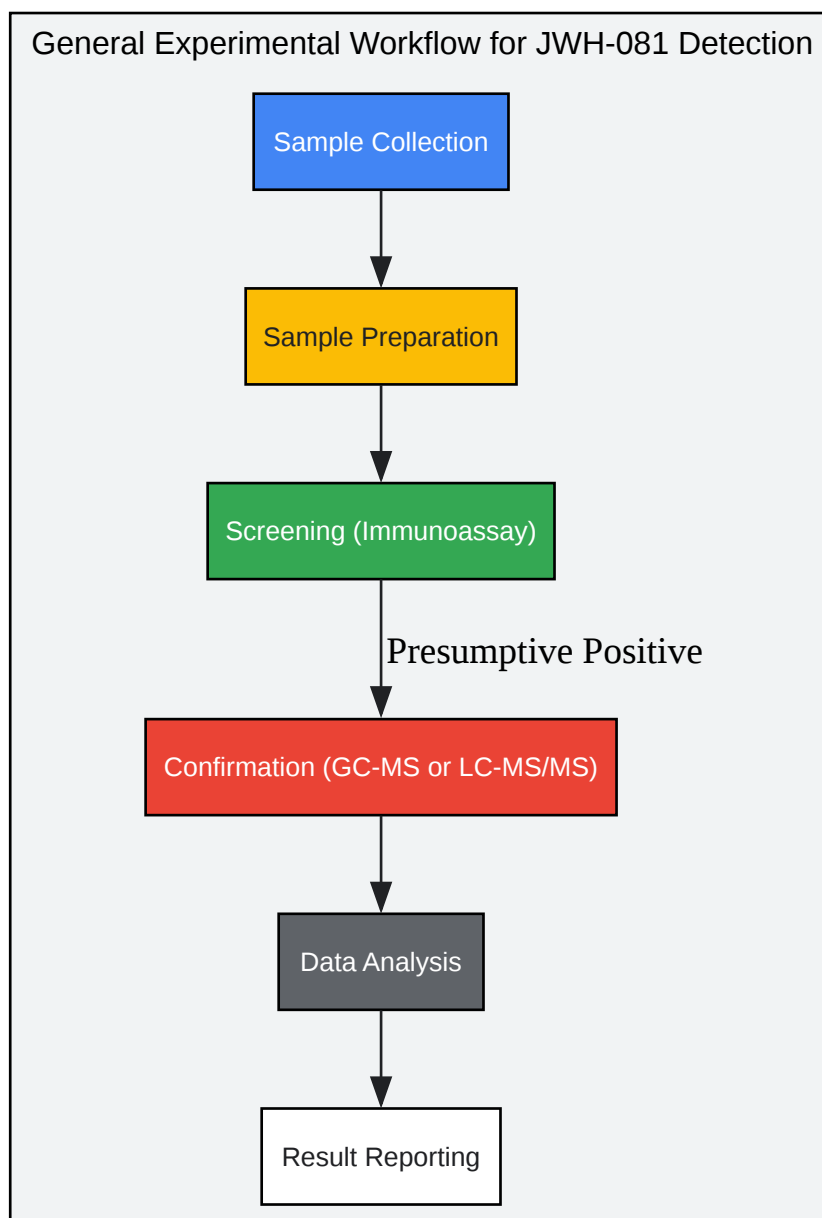 General Experimental Workflow for JWH-081 Detection
Sample Collection
Sample Preparation
Screening (Immunoassay)
Presumptive Positive
Confirmation (GC-MS or LC-MS/MS)
Data Analysis
Result Reporting